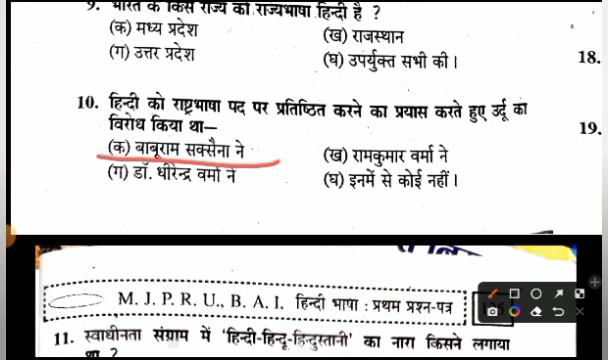 9. भारत के किस राज्य की राज्यभाषा हिन्दी है ?
(क) मध्य प्रदेश (ख) राजस्थान
(ग) उत्तर प्रदेश (घ) उपर्युक्त सभी की।
18.
10. हिन्दी को राष्ट्रभाषा पद पर प्रतिष्ठित करने का प्रयास करते हुए उर्दू का
विरोध किया था—
19.
(क) बाबूराम सक्सैना ने (ख) रामकुमार वर्मा ने
(ग) डॉ. धीरेन्द्र वर्मा ने (घ) इनमें से कोई नहीं।
M. J. P. R. U., B. A. I. हिन्दी भाषा : प्रथम प्रश्न-पत्र
11. स्वाधीनता संग्राम में 'हिन्दी-हिन्दू-हिन्दुस्तानी' का नारा किसने लगाया
था ?